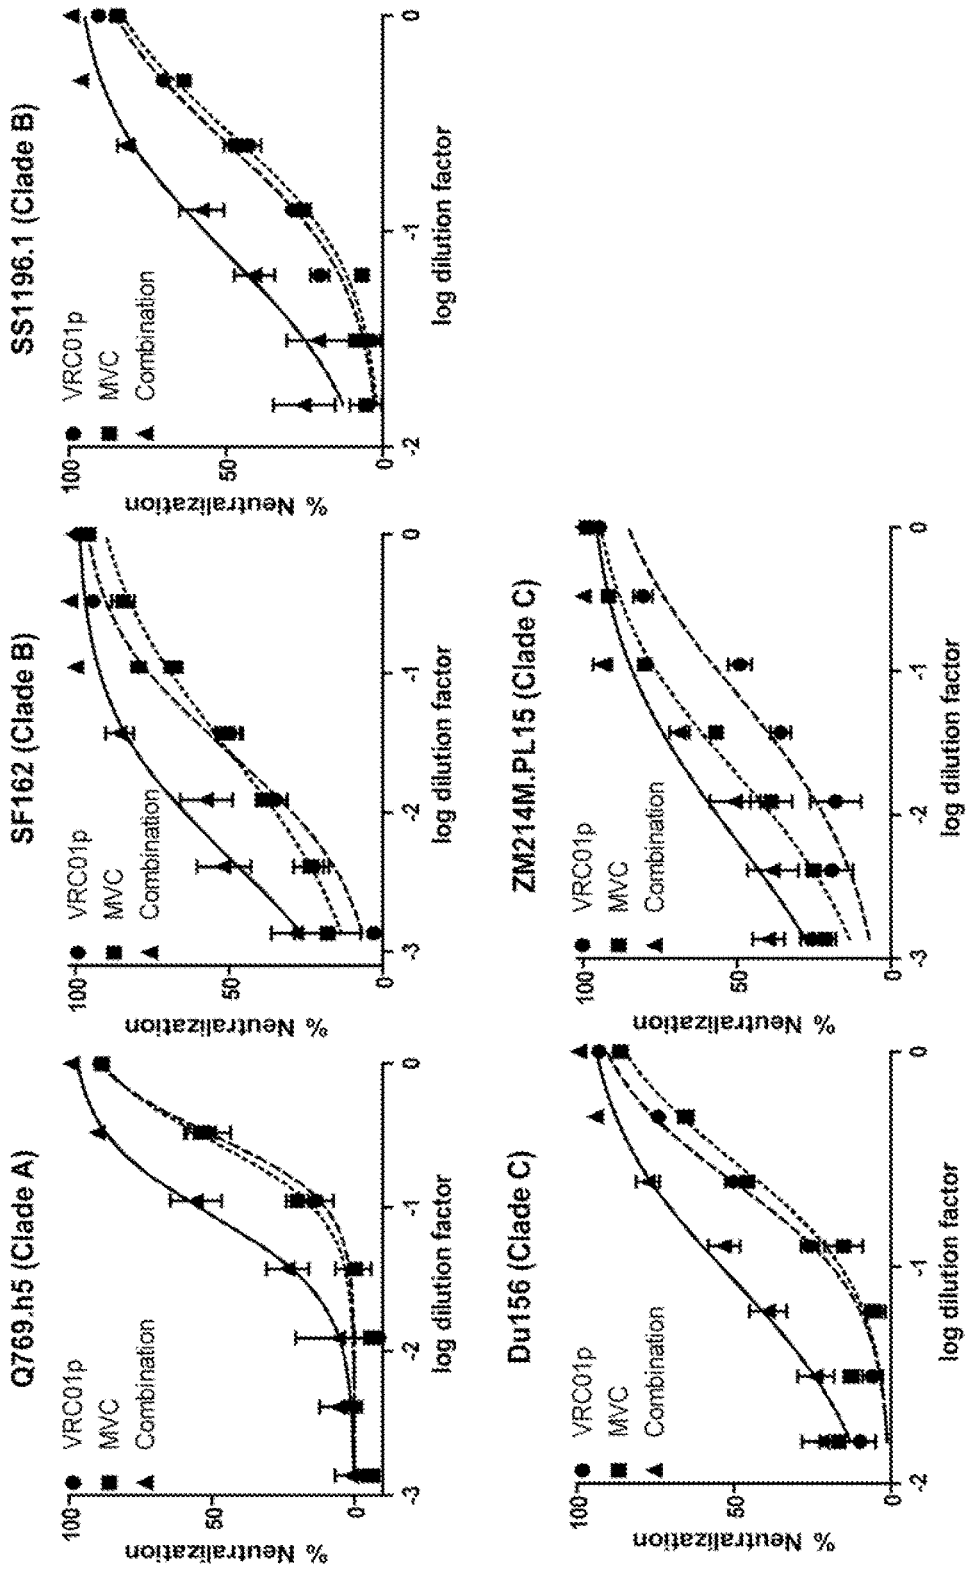 Q769.h5 (Clade A)
VRC01p
MVC
Combination
% Neutralization
100
50
0
-3
-2
-1
0
log dilution factor
SF162 (Clade B)
VRC01p
MVC
Combination
% Neutralization
100
50
0
-3
-2
-1
0
log dilution factor
SS1196.1 (Clade B)
VRC01p
MVC
Combination
% Neutralization
100
50
0
-2
-1
0
log dilution factor
Du156 (Clade C)
VRC01p
MVC
Combination
% Neutralization
100
50
0
-2
-1
0
log dilution factor
ZM214M.PL15 (Clade C)
VRC01p
MVC
Combination
% Neutralization
100
50
0
-3
-2
-1
0
log dilution factor